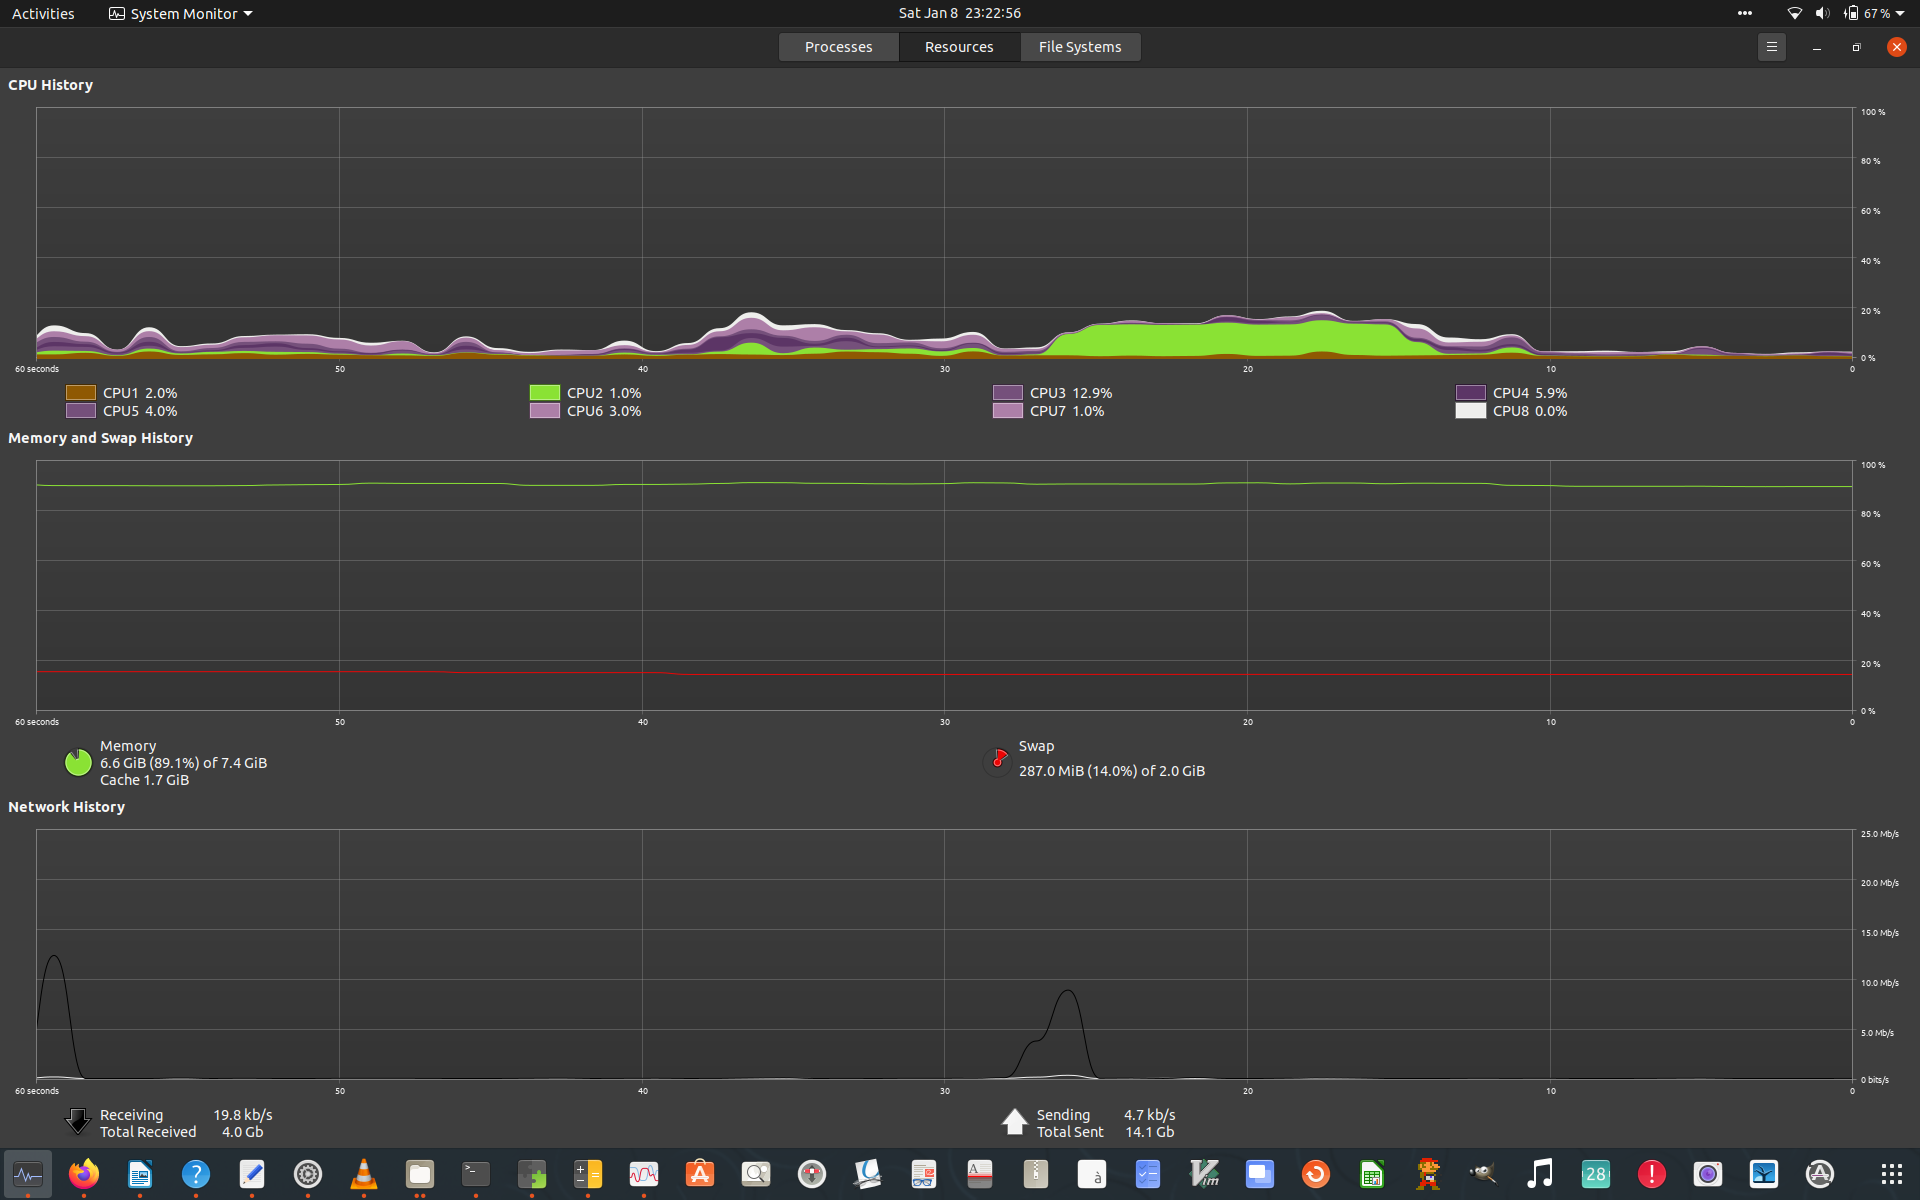 Activities System Monitor Sat Jan 8 23:22:56 67 %
Processes Resources File Systems
CPU History
100 %
80 %
60 %
40 %
20 %
0 %
60 seconds 50 40 30 20 10 0
CPU1 2.0% CPU2 1.0% CPU3 12.9% CPU4 5.9%
CPU5 4.0% CPU6 3.0% CPU7 1.0% CPU8 0.0%
Memory and Swap History
100 %
80 %
60 %
40 %
20 %
0 %
60 seconds 50 40 30 20 10 0
Memory
6.6 GiB (89.1%) of 7.4 GiB
Cache 1.7 GiB
Swap
287.0 MiB (14.0%) of 2.0 GiB
Network History
25.0 Mb/s
20.0 Mb/s
15.0 Mb/s
10.0 Mb/s
5.0 Mb/s
0 bits/s
60 seconds 50 40 30 20 10 0
Receiving 19.8 kb/s
Total Received 4.0 Gb
Sending 4.7 kb/s
Total Sent 14.1 Gb
? >_ A à Vim 28 !